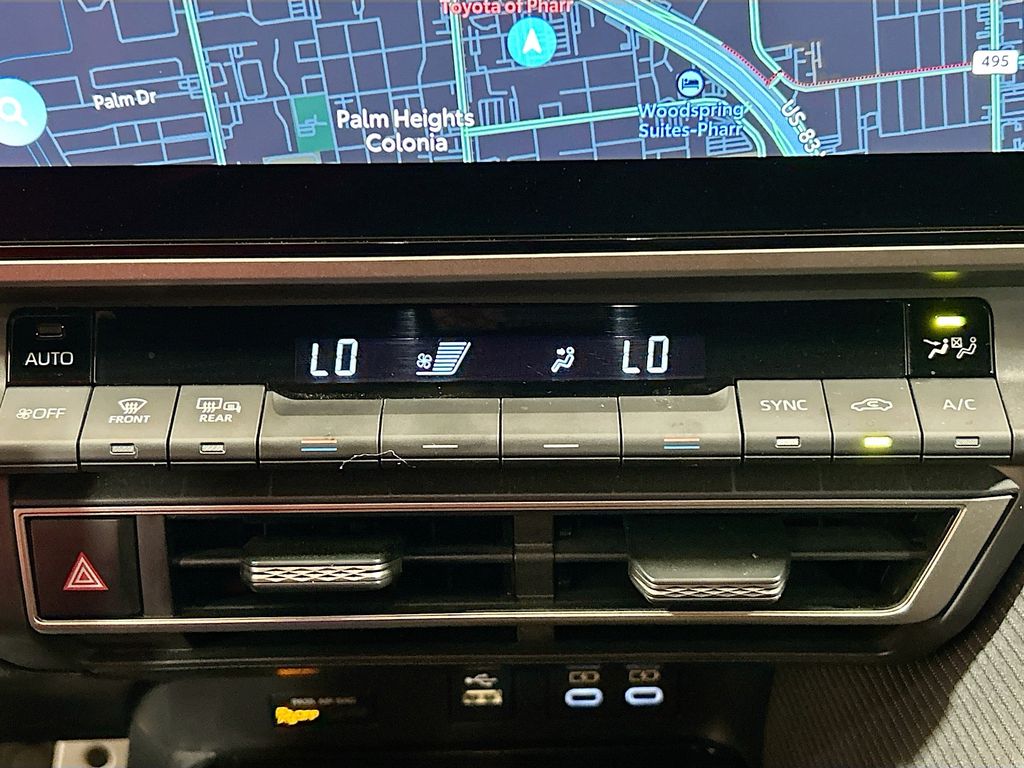 Toyota of Pharr
495
Palm Dr
Palm Heights
Colonia
Woodspring
Suites-Pharr
US-83
AUTO
LO
LO
OFF
FRONT
REAR
SYNC
A/C